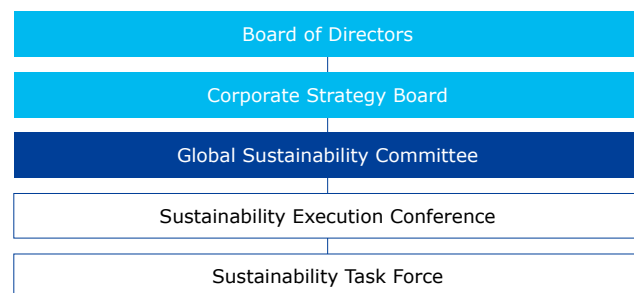 Board of Directors
Corporate Strategy Board
Global Sustainability Committee
Sustainability Execution Conference
Sustainability Task Force